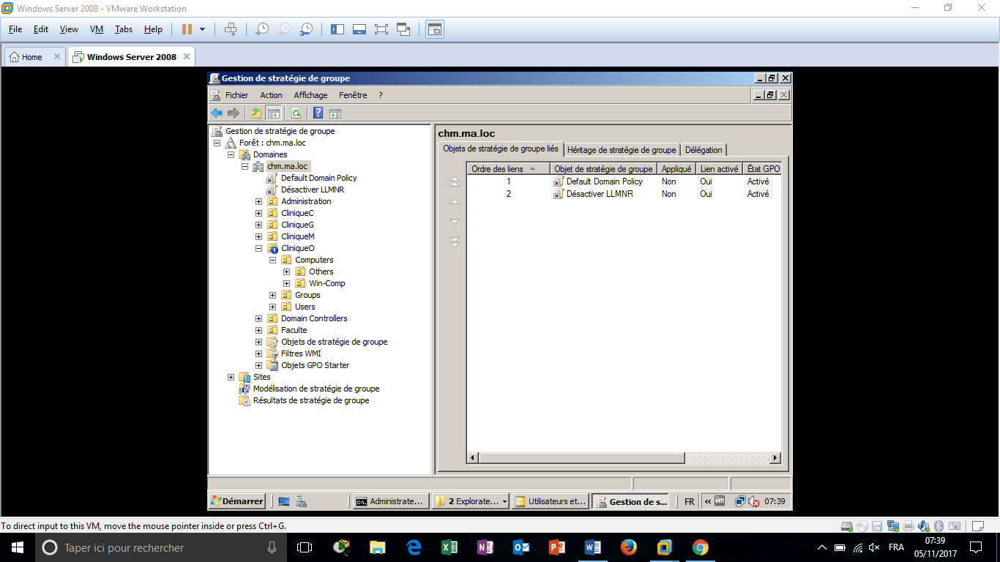 Windows Server 2008 - VMware Workstation
File Edit View VM Tabs Help
Home Windows Server 2008
Gestion de stratégie de groupe
Fichier Action Affichage Fenêtre ?
Gestion de stratégie de groupe
Forêt : chm.ma.loc
Domaines
chm.ma.loc
Default Domain Policy
Désactiver LLMNR
Administration
CliniqueC
CliniqueG
CliniqueM
CliniqueO
Computers
Others
Win-Comp
Groups
Users
Domain Controllers
Faculte
Objets de stratégie de groupe
Filtres WMI
Objets GPO Starter
Sites
Modélisation de stratégie de groupe
Résultats de stratégie de groupe
chm.ma.loc
Objets de stratégie de groupe liés Héritage de stratégie de groupe Délégation
Ordre des liens Objet de stratégie de groupe Appliqué Lien activé État GPO
1 Default Domain Policy Non Oui Activé
2 Désactiver LLMNR Non Oui Activé
Démarrer Administrate... 2 Explorate... Utilisateurs et... Gestion de s... FR « 07:39
To direct input to this VM, move the mouse pointer inside or press Ctrl+G.
Taper ici pour rechercher FRA 07:39
05/11/2017